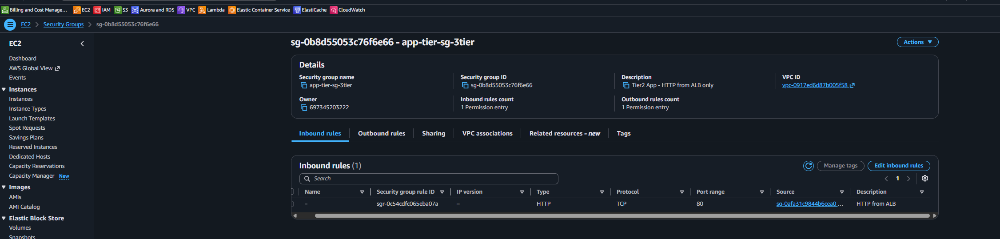 Billing and Cost Manage... EC2 IAM S3 Aurora and RDS VPC Lambda Elastic Container Service ElastiCache CloudWatch
EC2 Security Groups sg-0b8d55053c76f6e66
EC2
Dashboard
AWS Global View
Events
Instances
Instances
Instance Types
Launch Templates
Spot Requests
Savings Plans
Reserved Instances
Dedicated Hosts
Capacity Reservations
Capacity Manager New
Images
AMIs
AMI Catalog
Elastic Block Store
Volumes
Snapshots
sg-0b8d55053c76f6e66 - app-tier-sg-3tier
Actions
Details
Security group name
app-tier-sg-3tier
Security group ID
sg-0b8d55053c76f6e66
Description
Tier2 App - HTTP from ALB only
VPC ID
vpc-0917ed6d87b005f58
Owner
697345203222
Inbound rules count
1 Permission entry
Outbound rules count
1 Permission entry
Inbound rules Outbound rules Sharing VPC associations Related resources - new Tags
Inbound rules (1)
Manage tags
Edit inbound rules
Search
1
Name Security group rule ID IP version Type Protocol Port range Source Description
– sgr-0c54cdfc065eba07a – HTTP TCP 80 sg-0afa31c9844b6cea0 ... HTTP from ALB